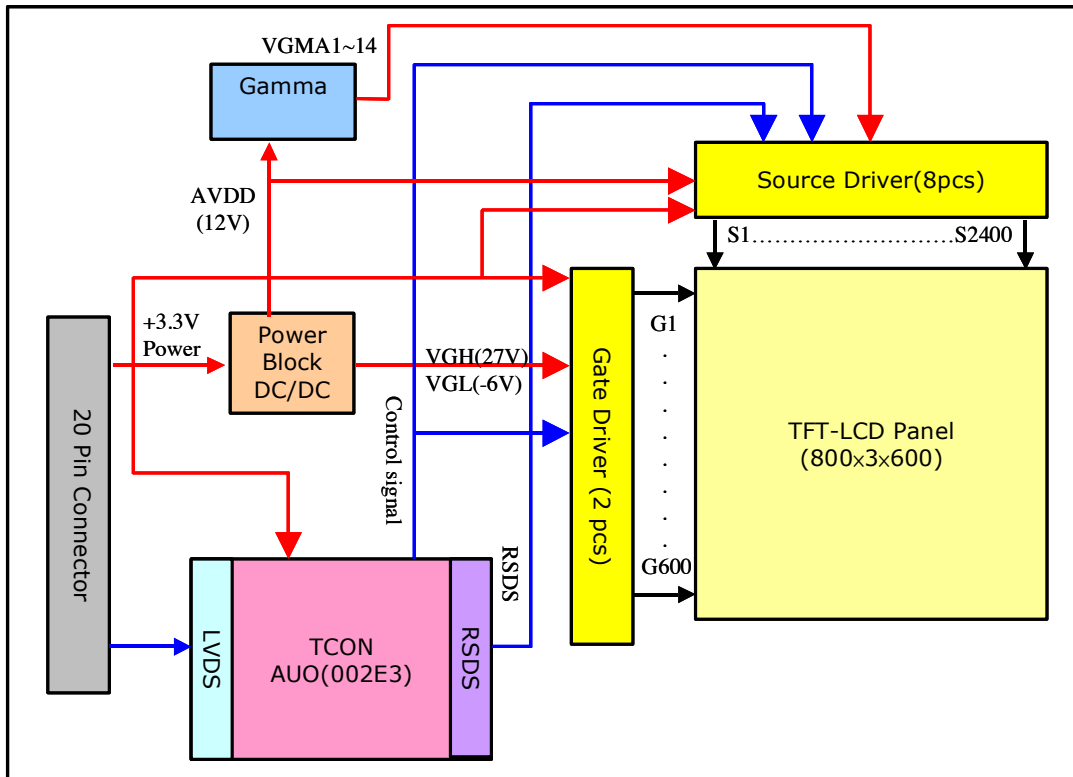 VGMA1~14
Gamma
Source Driver(8pcs)
AVDD
(12V)
S1..............................S2400
+3.3V
Power
Power
Block
DC/DC
VGH(27V)
VGL(-6V)
G1
.
.
.
.
.
.
.
.
G600
Gate Driver (2 pcs)
TFT-LCD Panel
(800x3x600)
20 Pin Connector
Control signal
RSDS
LVDS
TCON
AUO(002E3)
RSDS